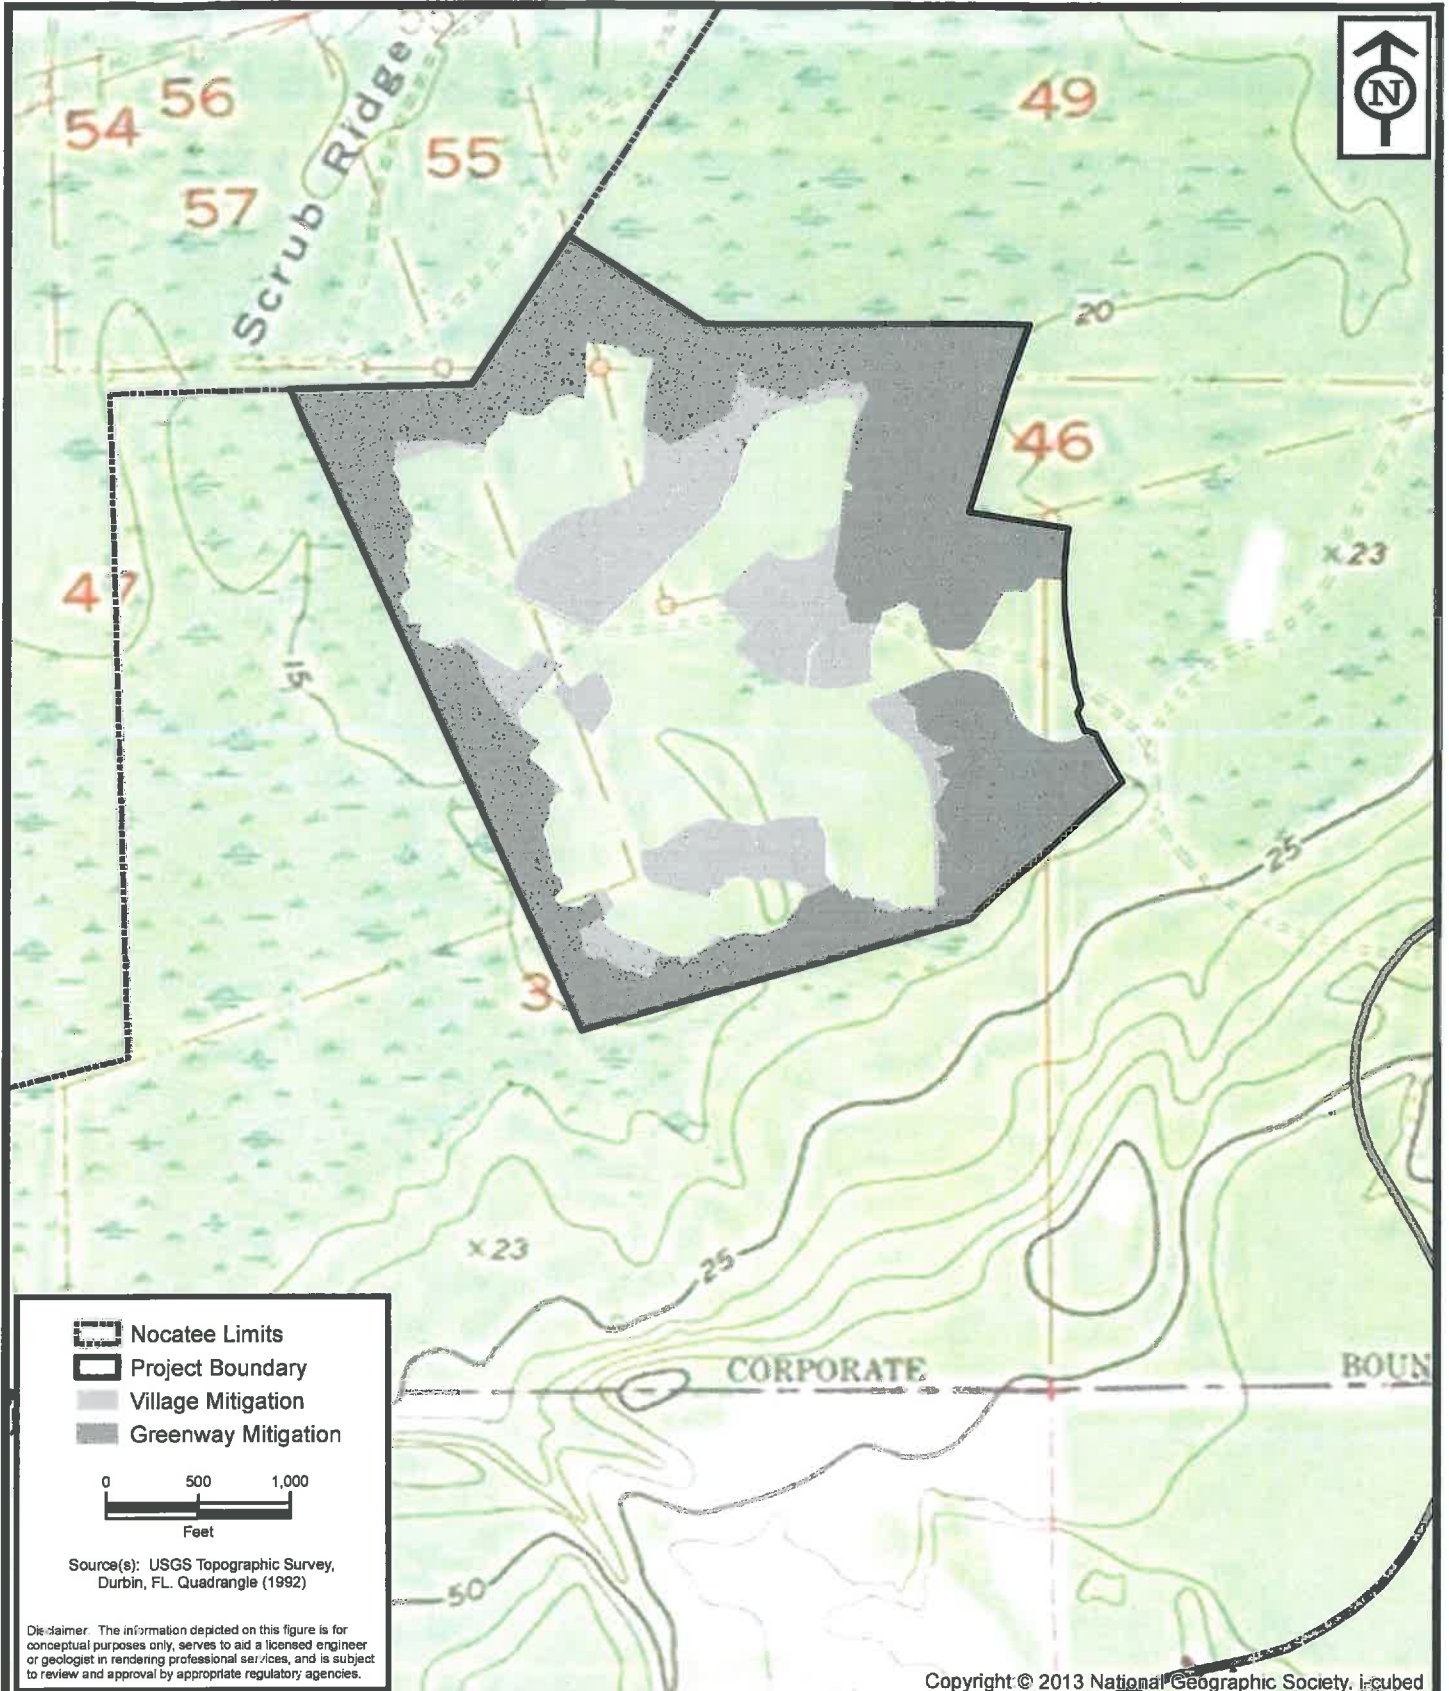 N
56
54
49
55
57
Scrub Ridge
20
46
x 23
47
15
25
3
x 23
25
CORPORATE
BOUN
50
Nocatee Limits
Project Boundary
Village Mitigation
Greenway Mitigation
0 500 1,000
Feet
Source(s): USGS Topographic Survey,
Durbin, FL. Quadrangle (1992)
Disclaimer: The information depicted on this figure is for
conceptual purposes only, serves to aid a licensed engineer
or geologist in rendering professional services, and is subject
to review and approval by appropriate regulatory agencies.
Copyright:© 2013 National Geographic Society, i-cubed